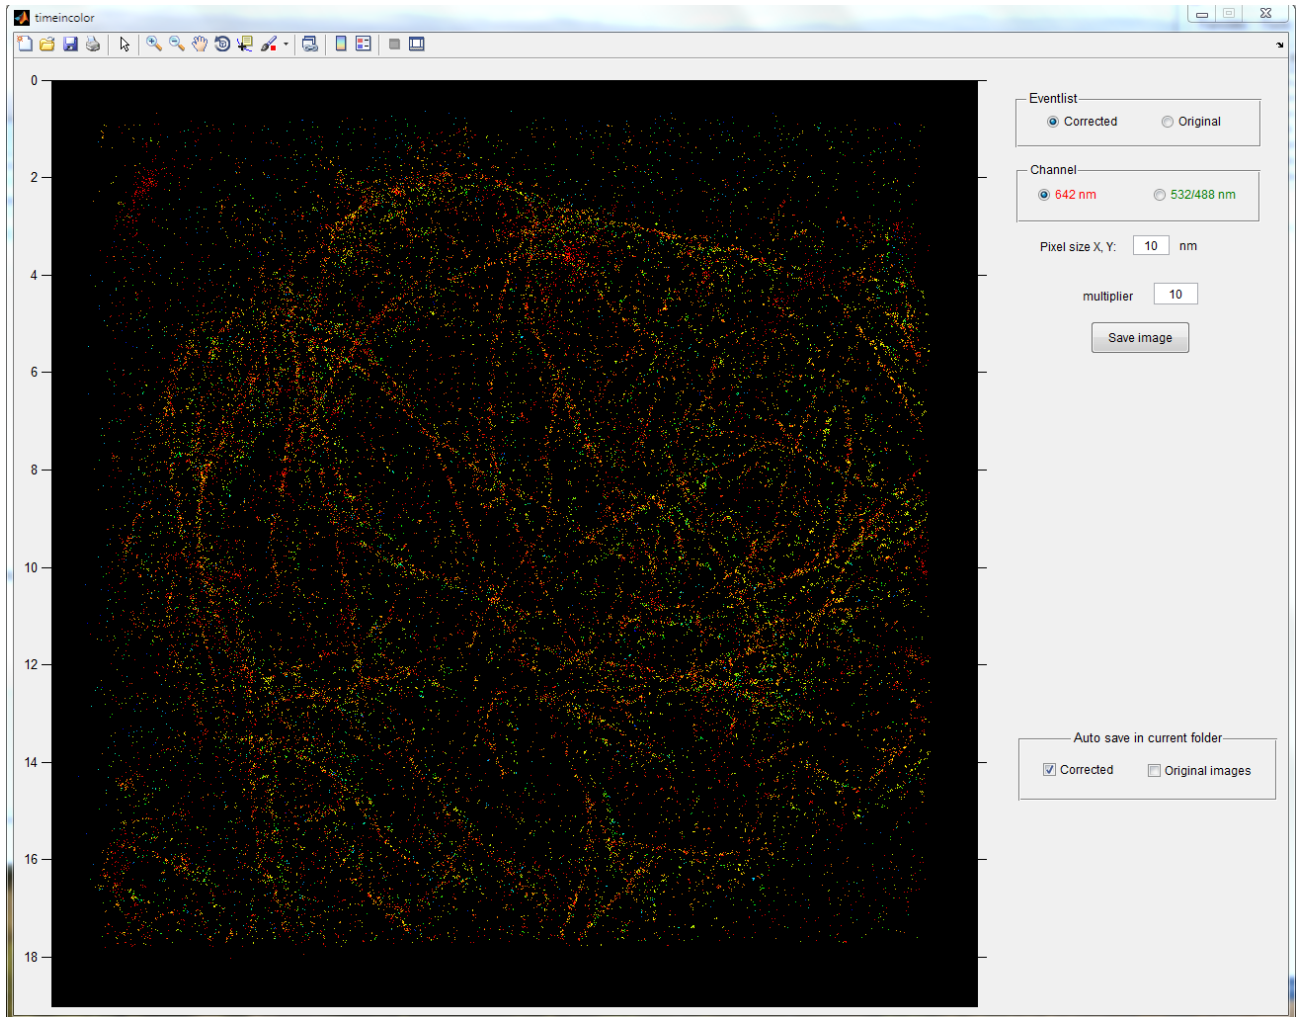 timeincolor
0
2
4
6
8
10
12
14
16
18
Eventlist
Corrected
Original
Channel
642 nm
532/488 nm
Pixel size X, Y: 10 nm
multiplier 10
Save image
Auto save in current folder
Corrected
Original images